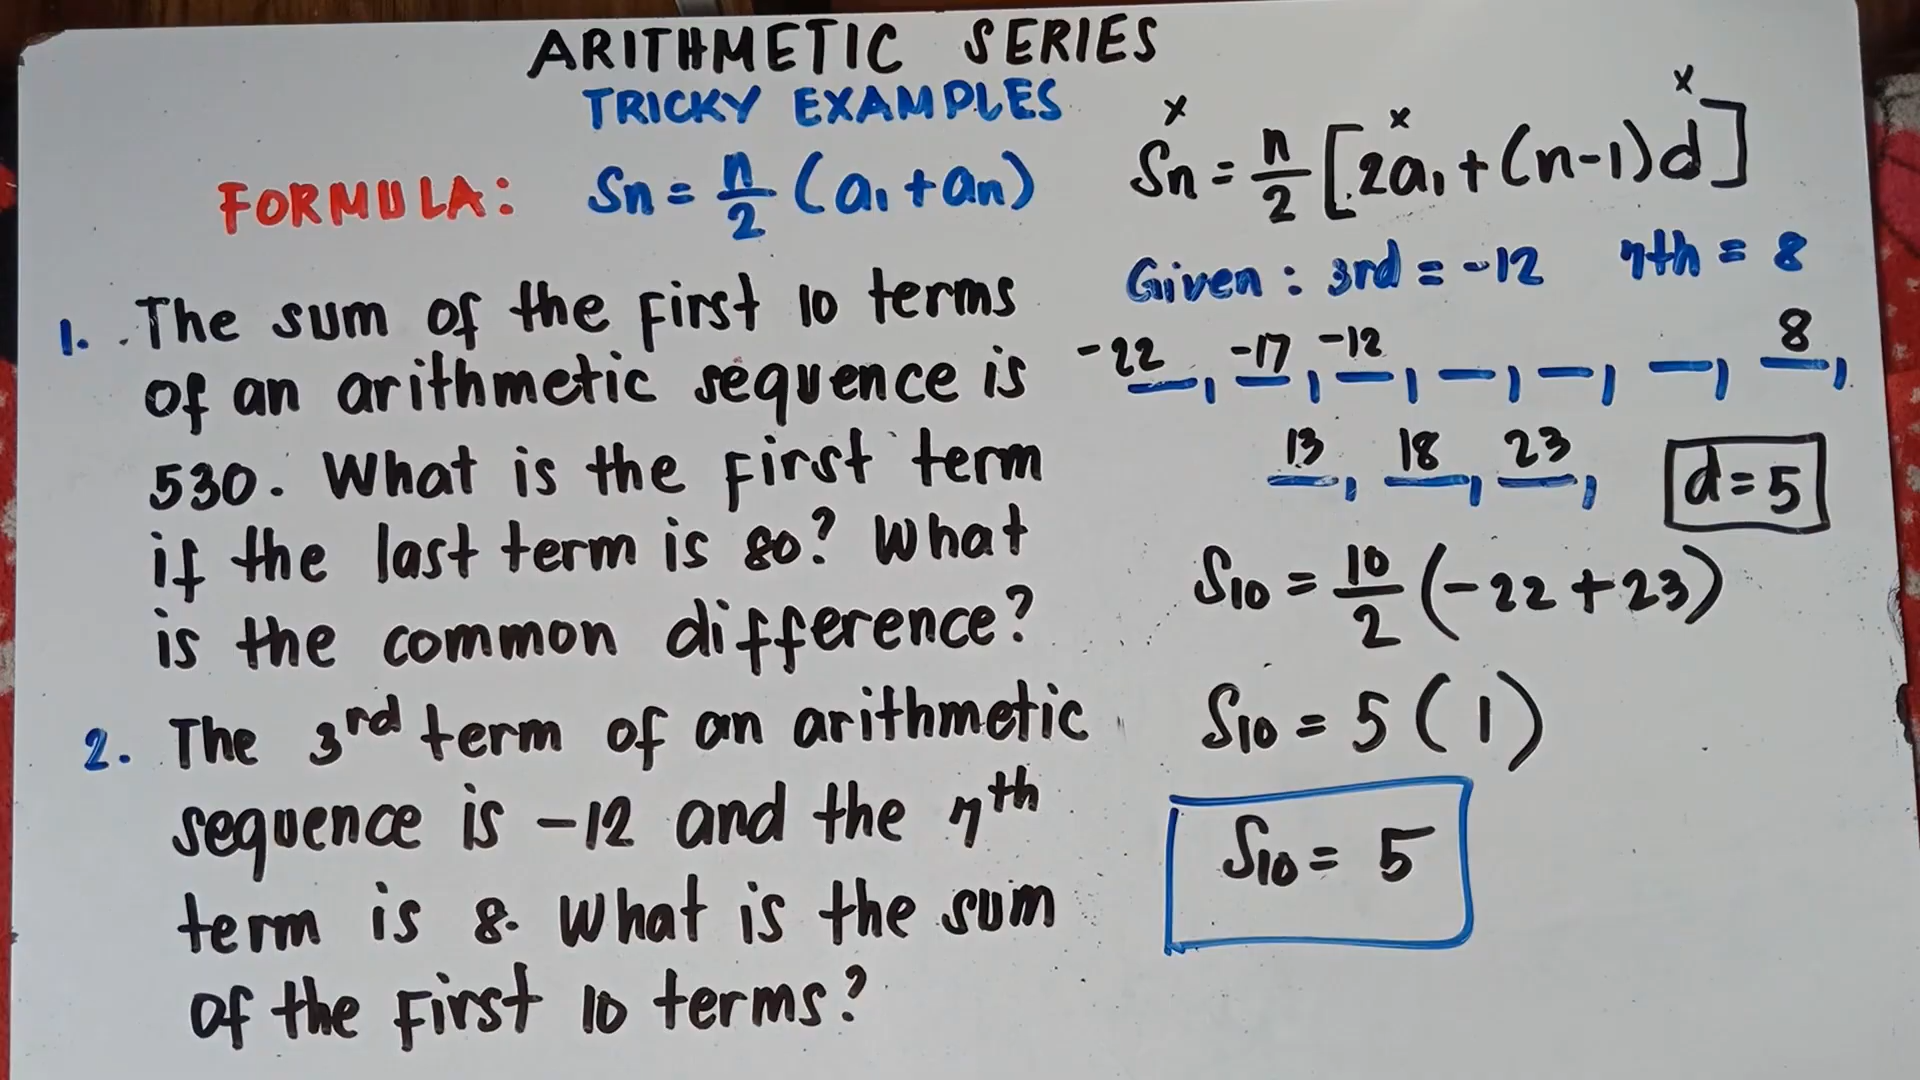 ARITHMETIC SERIES
TRICKY EXAMPLES
FORMULA: Sn = n/2 (a₁ + an)
1. The sum of the first 10 terms
of an arithmetic sequence is
530. What is the first term
if the last term is 80? What
is the common difference?
2. The 3rd term of an arithmetic
sequence is -12 and the 7th
term is 8. What is the sum
of the first 10 terms?
x x x
Sn = n/2 [2a₁ + (n-1)d]
Given: 3rd = -12 7th = 8
-22, -17, -12, __, __, __, 8,
13, 18, 23,
d = 5
S10 = 10/2 (-22 + 23)
S10 = 5 (1)
S10 = 5